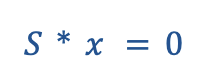 S * x = 0